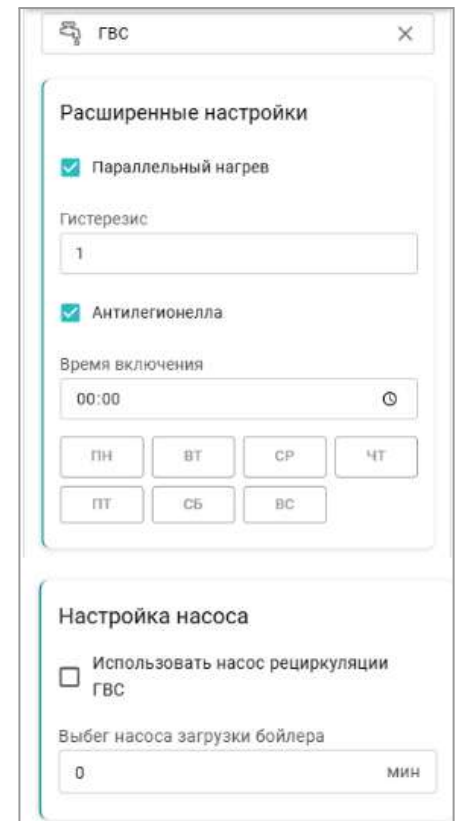 ГВС
Расширенные настройки
Параллельный нагрев
Гистерезис
1
Антилегионелла
Время включения
00:00
ПН ВТ СР ЧТ
ПТ СБ ВС
Настройка насоса
Использовать насос рециркуляции
ГВС
Выбег насоса загрузки бойлера
0 мин